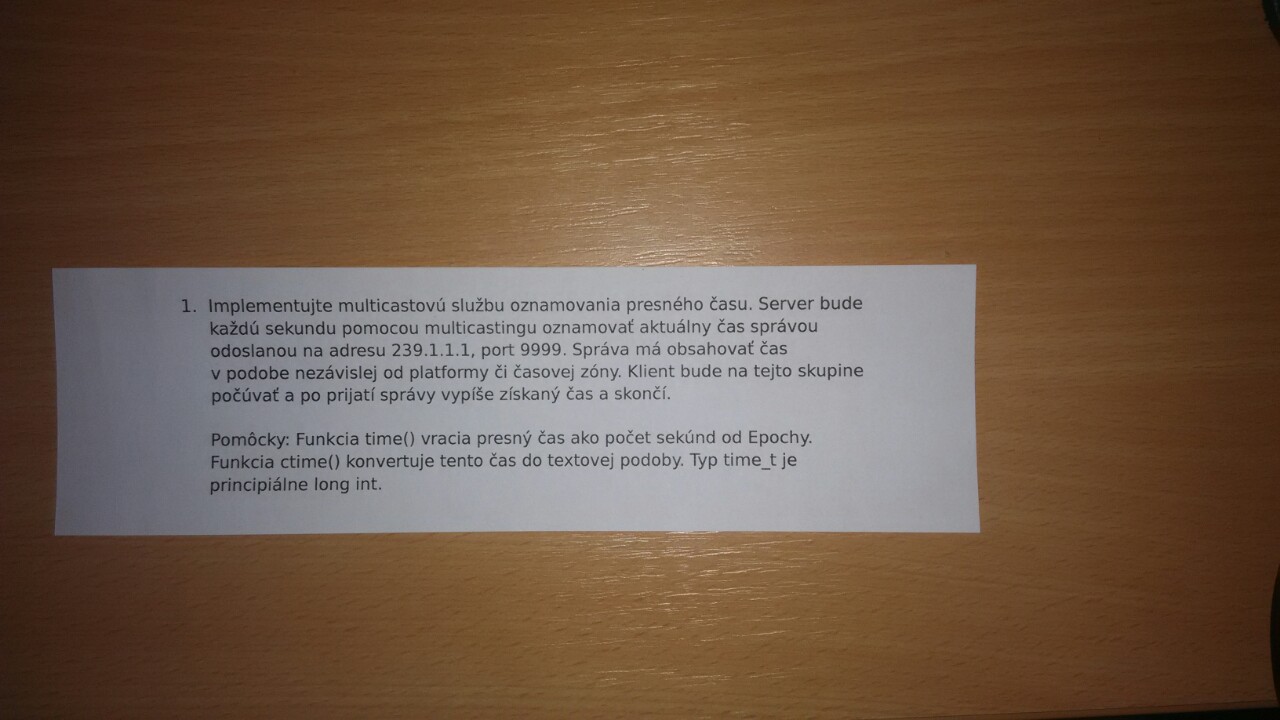 1. Implementujte multicastovú službu oznamovania presného času. Server bude
každú sekundu pomocou multicastingu oznamovať aktuálny čas správou
odoslanou na adresu 239.1.1.1, port 9999. Správa má obsahovať čas
v podobe nezávislej od platformy či časovej zóny. Klient bude na tejto skupine
počúvať a po prijatí správy vypíše získaný čas a skončí.
Pomôcky: Funkcia time() vracia presný čas ako počet sekúnd od Epochy.
Funkcia ctime() konvertuje tento čas do textovej podoby. Typ time_t je
principiálne long int.